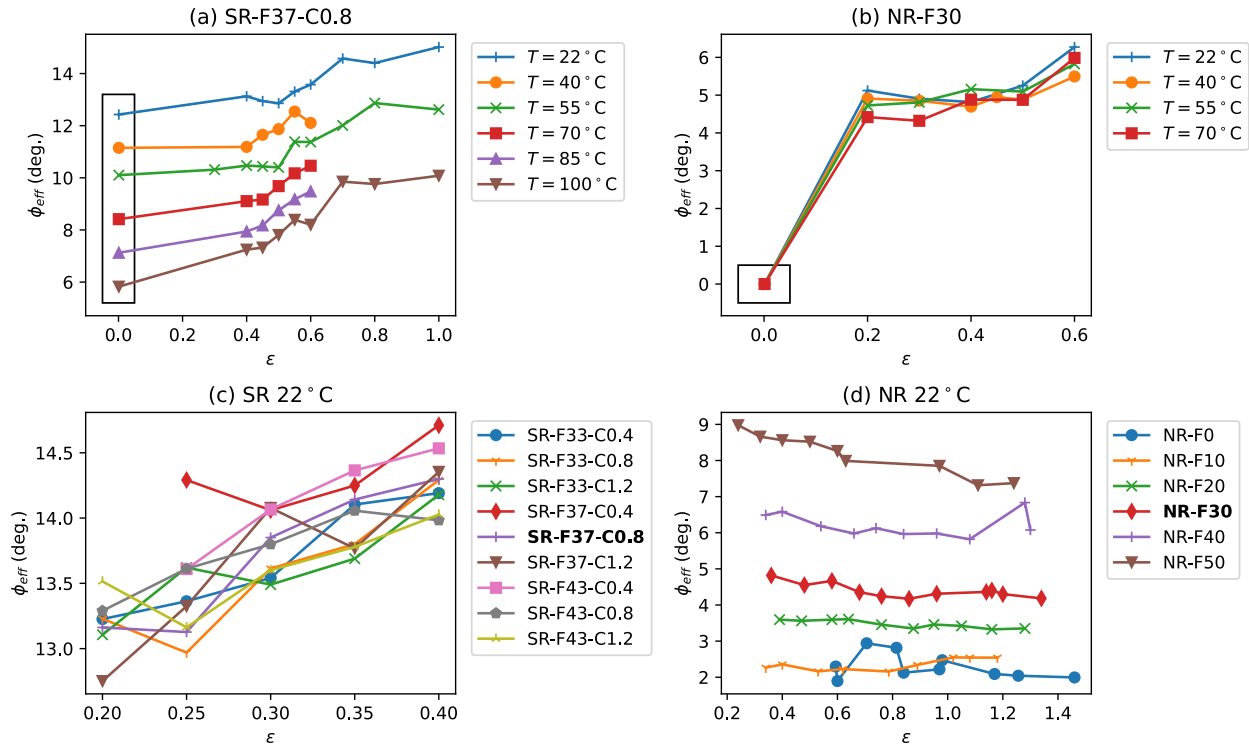 (a) SR-F37-C0.8
14
12
10
8
6
ϕeff (deg.)
0.0 0.2 0.4 0.6 0.8 1.0
ε
T = 22 °C
T = 40 °C
T = 55 °C
T = 70 °C
T = 85 °C
T = 100 °C
(b) NR-F30
6
5
4
3
2
1
0
ϕeff (deg.)
0.0 0.2 0.4 0.6
ε
T = 22 °C
T = 40 °C
T = 55 °C
T = 70 °C
(c) SR 22 °C
14.5
14.0
13.5
13.0
ϕeff (deg.)
0.20 0.25 0.30 0.35 0.40
ε
SR-F33-C0.4
SR-F33-C0.8
SR-F33-C1.2
SR-F37-C0.4
SR-F37-C0.8
SR-F37-C1.2
SR-F43-C0.4
SR-F43-C0.8
SR-F43-C1.2
(d) NR 22 °C
9
8
7
6
5
4
3
2
ϕeff (deg.)
0.2 0.4 0.6 0.8 1.0 1.2 1.4
ε
NR-F0
NR-F10
NR-F20
NR-F30
NR-F40
NR-F50